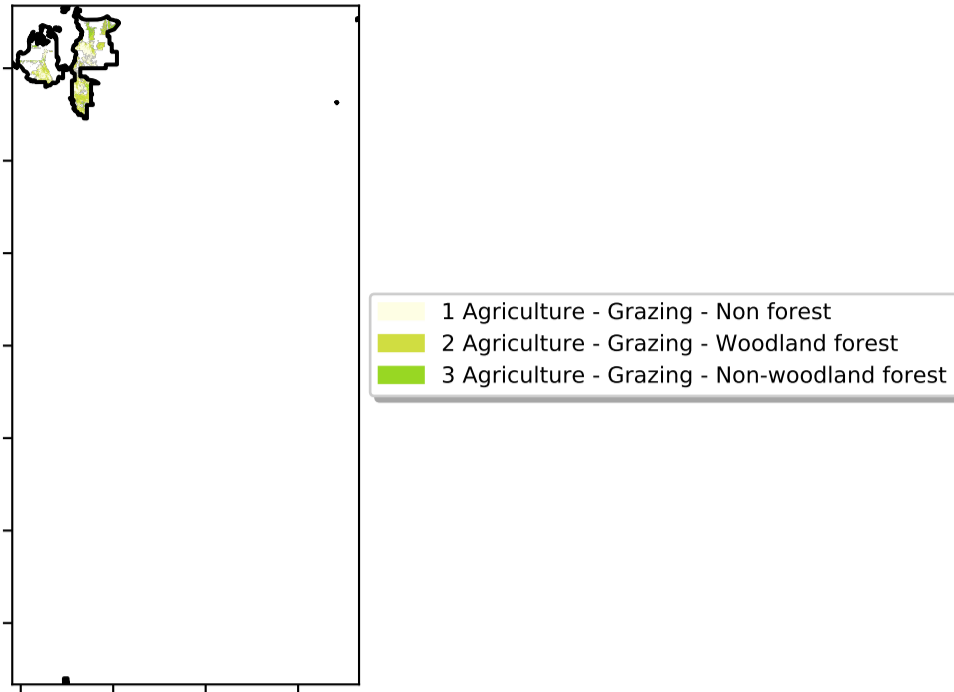 1 Agriculture - Grazing - Non forest
2 Agriculture - Grazing - Woodland forest
3 Agriculture - Grazing - Non-woodland forest